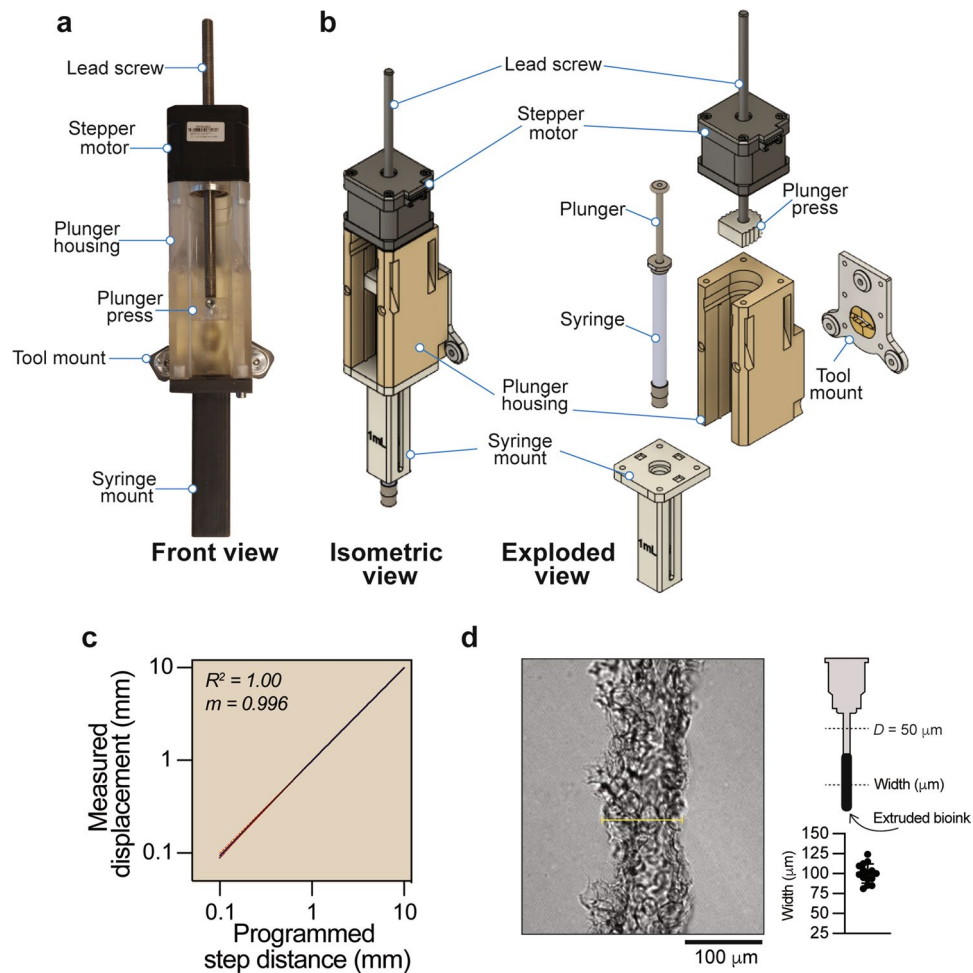 a
Lead screw
Stepper
motor
Plunger
housing
Plunger
press
Tool mount
Syringe
mount
Front view
b
Lead screw
Stepper
motor
Plunger
press
Plunger
Syringe
Tool
mount
Plunger
housing
Syringe
mount
1mL
1mL
Isometric
view
Exploded
view
c
R² = 1.00
m = 0.996
Measured
displacement (mm)
10
1
0.1
0.1
1
10
Programmed
step distance (mm)
d
100 µm
D = 50 µm
Width (µm)
Extruded bioink
Width (µm)
150
125
100
75
50
25